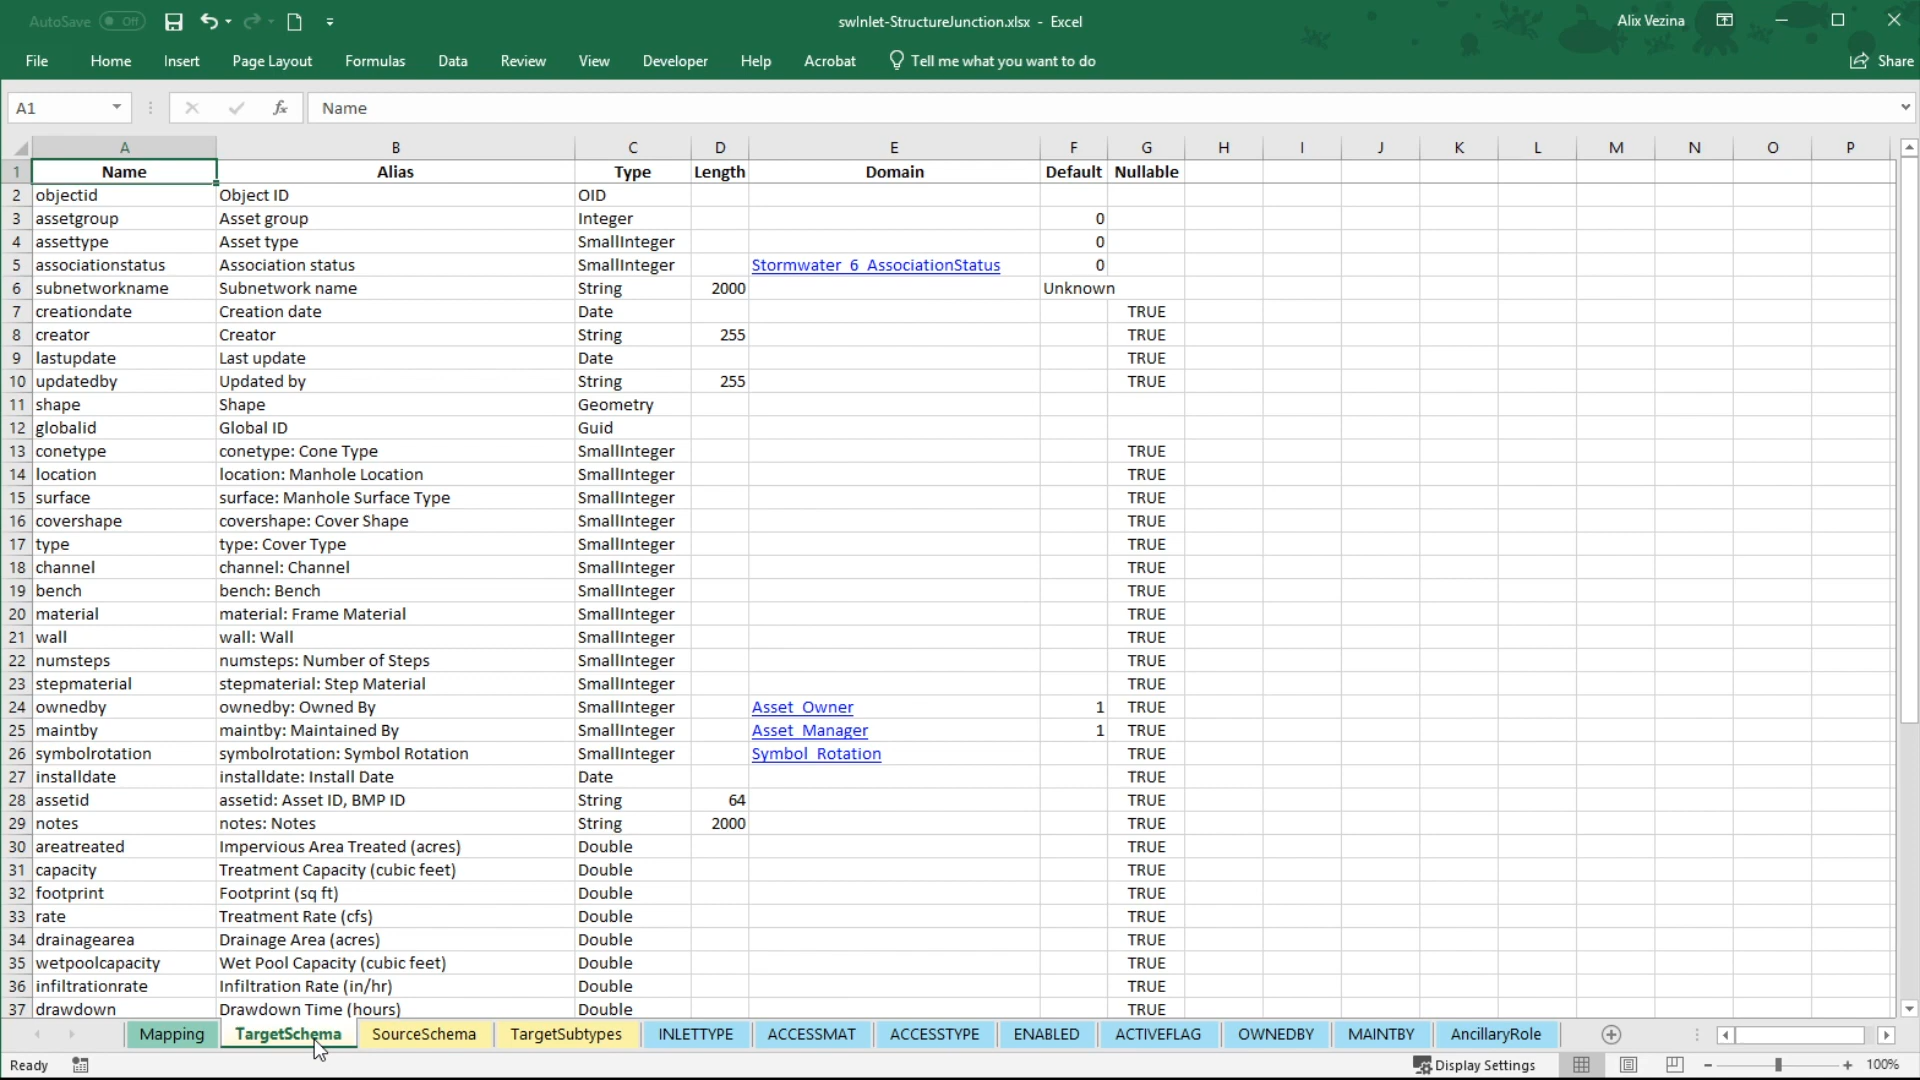 AutoSave Off swInlet-StructureJunction.xlsx - Excel Alix Vezina
File Home Insert Page Layout Formulas Data Review View Developer Help Acrobat Tell me what you want to do Share
A1 fx Name
A B C D E F G H I J K L M N O P
1 Name Alias Type Length Domain Default Nullable
2 objectid Object ID OID
3 assetgroup Asset group Integer 0
4 assettype Asset type SmallInteger 0
5 associationstatus Association status SmallInteger Stormwater_6_AssociationStatus 0
6 subnetworkname Subnetwork name String 2000 Unknown
7 creationdate Creation date Date TRUE
8 creator Creator String 255 TRUE
9 lastupdate Last update Date TRUE
10 updatedby Updated by String 255 TRUE
11 shape Shape Geometry
12 globalid Global ID Guid
13 conetype conetype: Cone Type SmallInteger TRUE
14 location location: Manhole Location SmallInteger TRUE
15 surface surface: Manhole Surface Type SmallInteger TRUE
16 covershape covershape: Cover Shape SmallInteger TRUE
17 type type: Cover Type SmallInteger TRUE
18 channel channel: Channel SmallInteger TRUE
19 bench bench: Bench SmallInteger TRUE
20 material material: Frame Material SmallInteger TRUE
21 wall wall: Wall SmallInteger TRUE
22 numsteps numsteps: Number of Steps SmallInteger TRUE
23 stepmaterial stepmaterial: Step Material SmallInteger TRUE
24 ownedby ownedby: Owned By SmallInteger Asset_Owner 1 TRUE
25 maintby maintby: Maintained By SmallInteger Asset_Manager 1 TRUE
26 symbolrotation symbolrotation: Symbol Rotation SmallInteger Symbol_Rotation TRUE
27 installdate installdate: Install Date Date TRUE
28 assetid assetid: Asset ID, BMP ID String 64 TRUE
29 notes notes: Notes String 2000 TRUE
30 areatreated Impervious Area Treated (acres) Double TRUE
31 capacity Treatment Capacity (cubic feet) Double TRUE
32 footprint Footprint (sq ft) Double TRUE
33 rate Treatment Rate (cfs) Double TRUE
34 drainagearea Drainage Area (acres) Double TRUE
35 wetpoolcapacity Wet Pool Capacity (cubic feet) Double TRUE
36 infiltrationrate Infiltration Rate (in/hr) Double TRUE
37 drawdown Drawdown Time (hours) Double TRUE
Mapping TargetSchema SourceSchema TargetSubtypes INLETTYPE ACCESSMAT ACCESSTYPE ENABLED ACTIVEFLAG OWNEDBY MAINTBY AncillaryRole
Ready Display Settings 100%